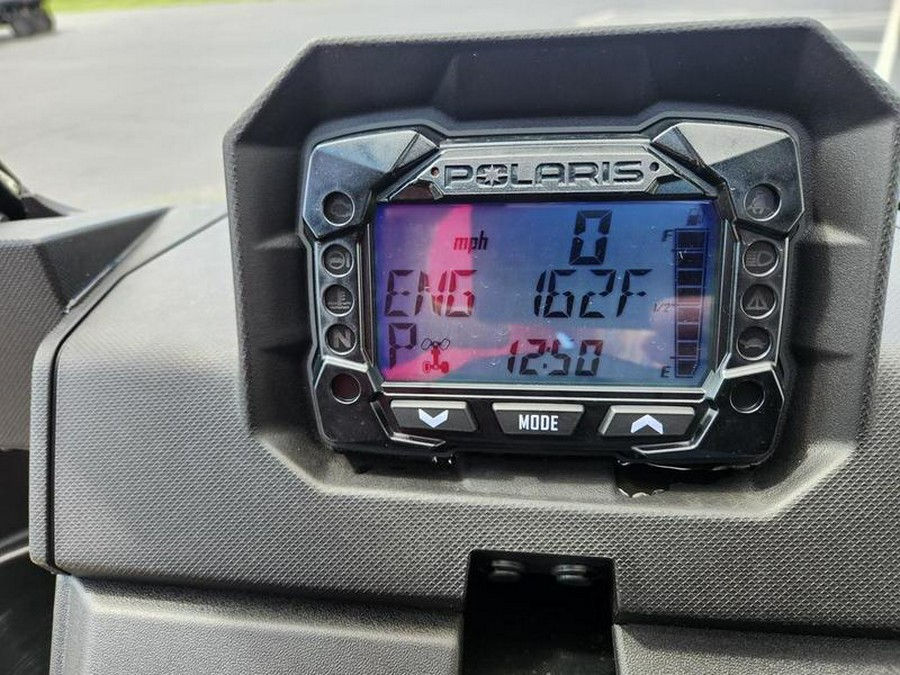 POLARIS
mph 0
F
ENG 162F
1/2
P 12:50
E
N
MODE